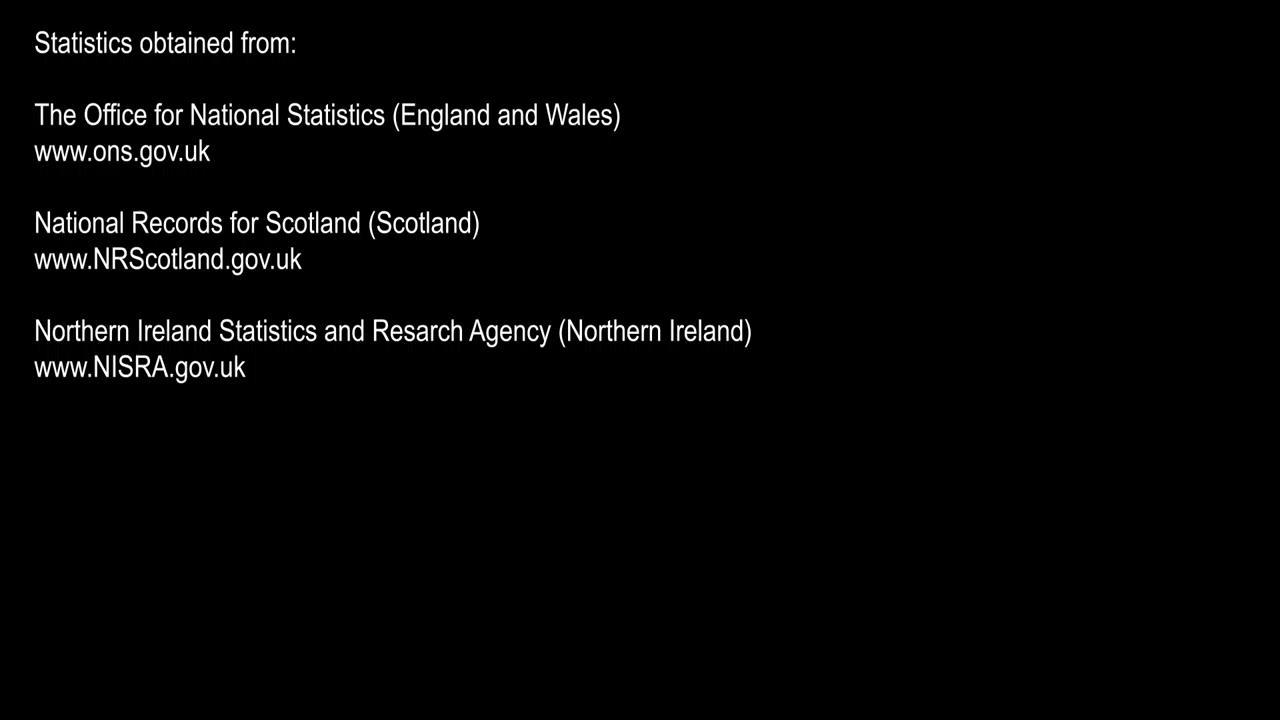 Statistics obtained from:
The Office for National Statistics (England and Wales)
www.ons.gov.uk
National Records for Scotland (Scotland)
www.NRScotland.gov.uk
Northern Ireland Statistics and Resarch Agency (Northern Ireland)
www.NISRA.gov.uk